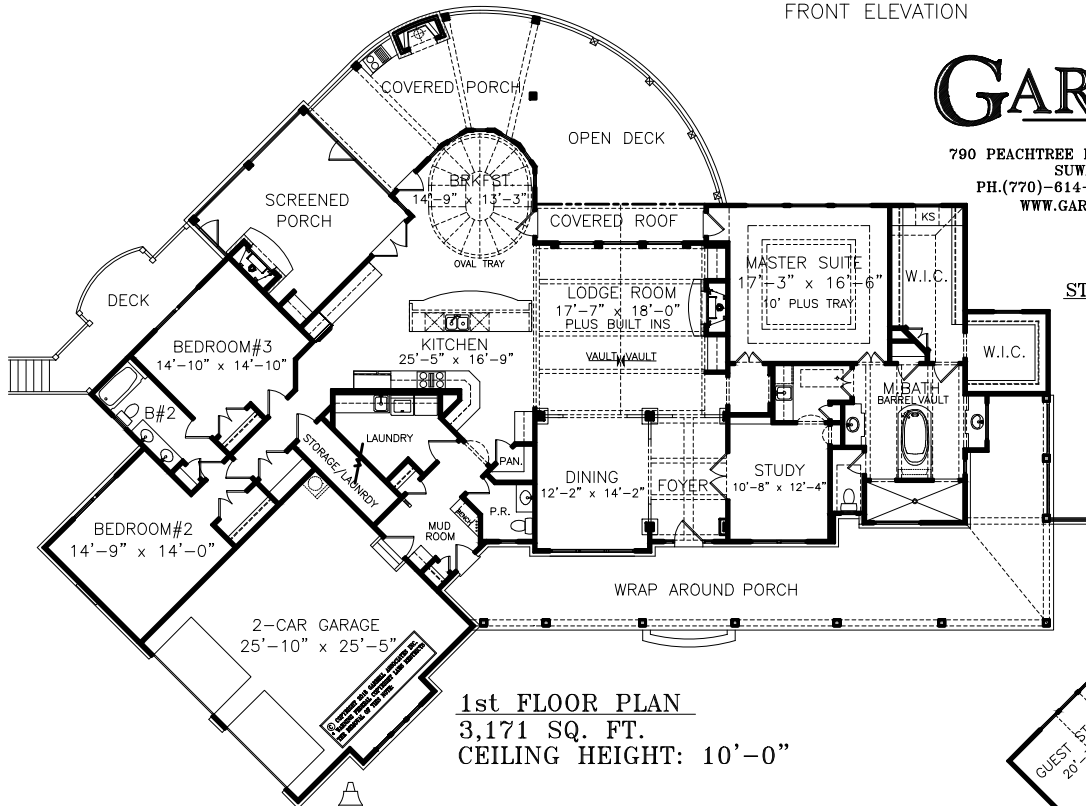 FRONT ELEVATION
GAR
790 PEACHTREE
SUW
PH.(770)-614-
WWW.GAR
ST
COVERED PORCH
OPEN DECK
BRKFST
14'-9" x 13'-3"
OVAL TRAY
SCREENED
PORCH
COVERED ROOF
KS
MASTER SUITE
17'-3" x 16'-6"
10' PLUS TRAY
W.I.C.
DECK
LODGE ROOM
17'-7" x 18'-0"
PLUS BUILT INS
VAULT VAULT
KITCHEN
25'-5" x 16'-9"
BEDROOM#3
14'-10" x 14'-10"
W.I.C.
M.BATH
BARREL VAULT
B#2
LAUNDRY
STORAGE/LAUNRDY
PAN.
DINING
12'-2" x 14'-2"
FOYER
STUDY
10'-8" x 12'-4"
P.R.
BENCH
MUD
ROOM
BEDROOM#2
14'-9" x 14'-0"
WRAP AROUND PORCH
2-CAR GARAGE
25'-10" x 25'-5"
1st FLOOR PLAN
3,171 SQ. FT.
CEILING HEIGHT: 10'-0"
GUEST ST
20'-